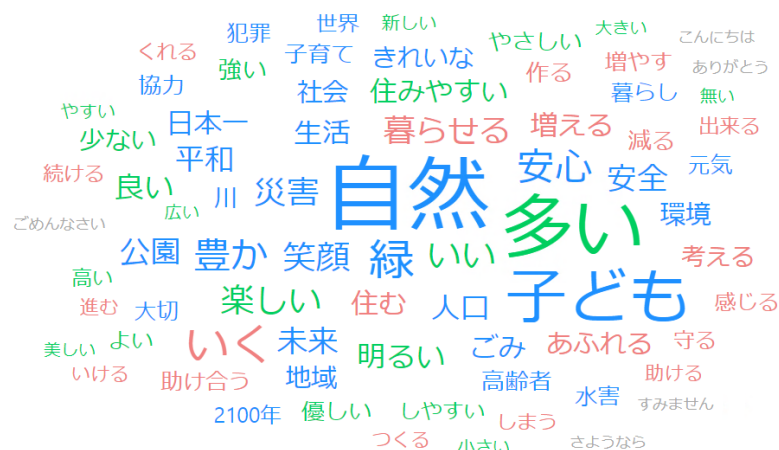 世界 新しい 大きい
犯罪 やさしい こんにちは
くれる 子育て きれいな 増やす ありがとう
強い 作る
協力 社会 住みやすい 暮らし 無い
やすい 日本一 生活 暮らせる 増える 出来る
少ない 減る
平和 安心 元気
続ける 良い 川 災害 自然 安全
広い 多い 環境
ごめんなさい
公園 豊か 笑顔 緑 いい 考える
高い 子ども
進む 大切 楽しい 住む 人口 感じる
美しい よい いく 未来 明るい ごみ あふれる 守る
いける 助け合う 地域 高齢者 助ける
2100年 優しい しやすい 水害 すみません
しまう
つくる 小さい さようなら